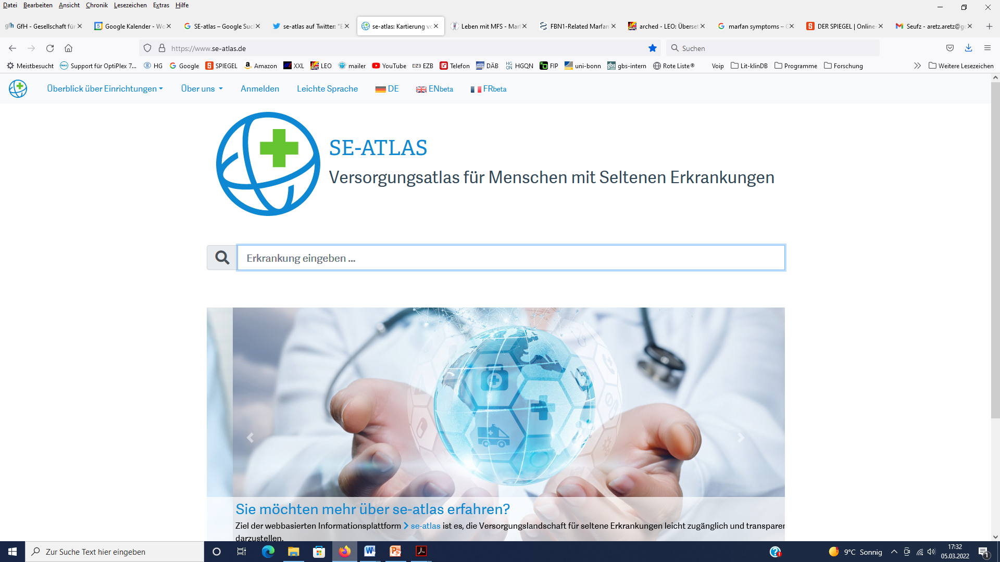 Datei Bearbeiten Ansicht Chronik Lesezeichen Extras Hilfe
gfh GfH - Gesellschaft für Google Kalender - Wo SE-atlas – Google Suc se-atlas auf Twitter: "E se-atlas: Kartierung vo Leben mit MFS - Marf FBN1-Related Marfan arched - LEO: Überset marfan symptoms – G DER SPIEGEL | Online- Seufz - aretz.aretz@g
https://www.se-atlas.de Suchen
Meistbesucht Support für OptiPlex 7... HG Google SPIEGEL Amazon XXL LEO mailer YouTube EZB EZB Telefon DÄB HGQN FIP uni-bonn gbs-intern Rote Liste® Voip Lit-klinDB Programme Forschung Weitere Lesezeichen
Überblick über Einrichtungen Über uns Anmelden Leichte Sprache DE ENbeta FRbeta
SE-ATLAS
Versorgungsatlas für Menschen mit Seltenen Erkrankungen
Erkrankung eingeben ...
Sie möchten mehr über se-atlas erfahren?
Ziel der webbasierten Informationsplattform se-atlas ist es, die Versorgungslandschaft für seltene Erkrankungen leicht zugänglich und transparen
darzustellen.
Zur Suche Text hier eingeben
9°C Sonnig
17:32
05.03.2022
1